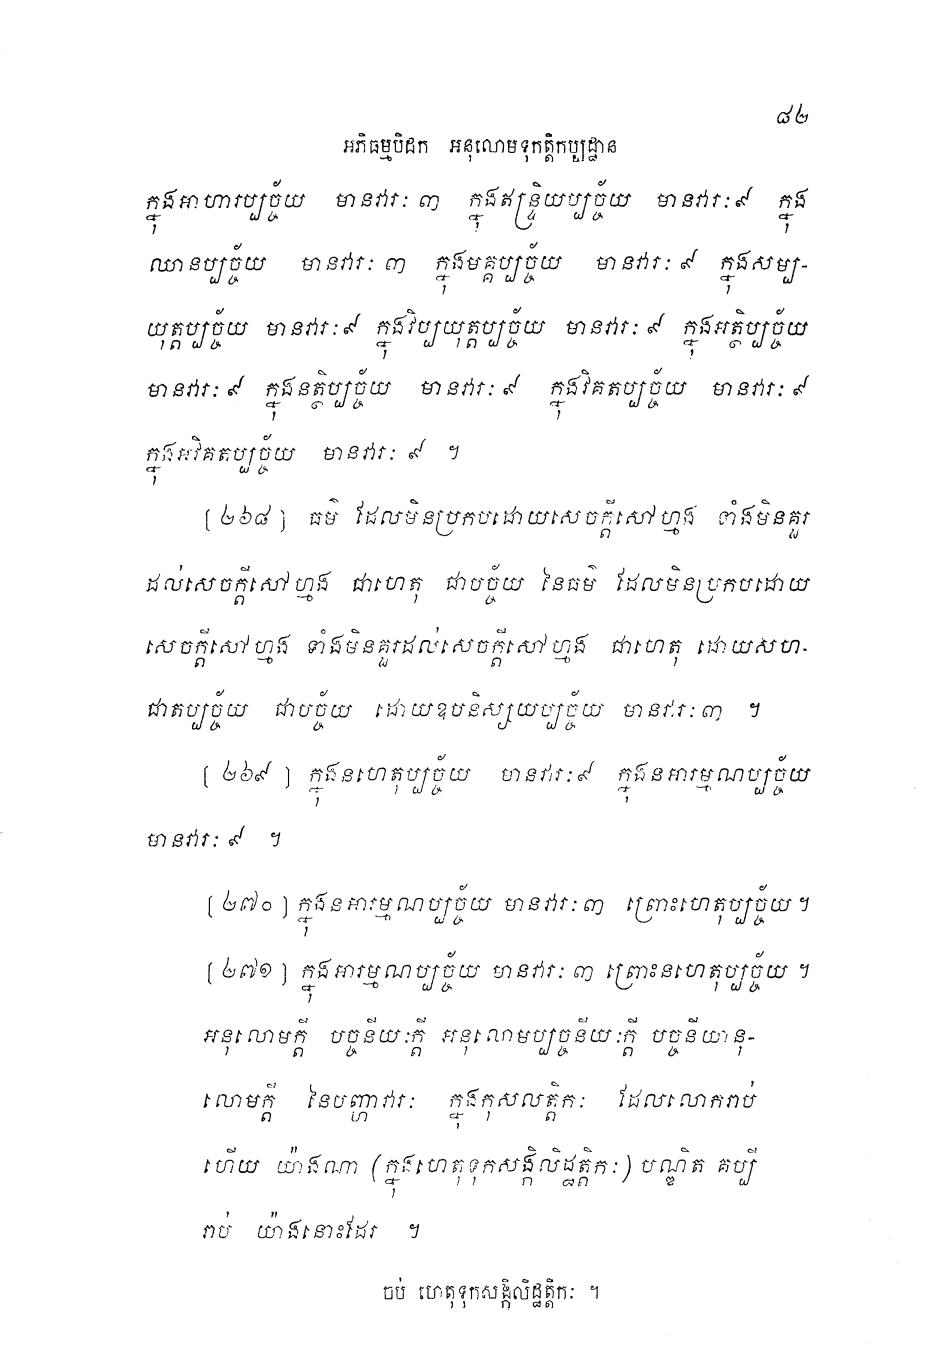 ៨២
អភិធម្មបិដក អនុលោមទុកត្តិកប្បដ្ឋាន
ក្នុងអាហារប្បច្ច័យ មានវារៈ ៣ ក្នុងឥន្ទ្រិយប្បច្ច័យ មានវារៈ ៩ ក្នុង
ឈានប្បច្ច័យ មានវារៈ ៣ ក្នុងមគ្គប្បច្ច័យ មានវារៈ ៩ ក្នុងសម្ប-
យុត្តប្បច្ច័យ មានវារៈ ៩ ក្នុងវិប្បយុត្តប្បច្ច័យ មានវារៈ ៩ ក្នុងអត្ថិប្បច្ច័យ
មានវារៈ ៩ ក្នុងនត្ថិប្បច្ច័យ មានវារៈ ៩ ក្នុងវិគតប្បច្ច័យ មានវារៈ ៩
ក្នុងអវិគតប្បច្ច័យ មានវារៈ ៩ ។
[ ២៦៨ ] ធម៌ ដែលមិនប្រកបដោយសេចក្តីសៅហ្មង ទាំងមិនគួរ
ដល់សេចក្តីសៅហ្មង ជាហេតុ ជាបច្ច័យ នៃធម៌ ដែលមិនប្រកបដោយ
សេចក្តីសៅហ្មង ទាំងមិនគួរដល់សេចក្តីសៅហ្មង ជាហេតុ ដោយសហ-
ជាតប្បច្ច័យ ជាបច្ច័យ ដោយឧបនិស្សយប្បច្ច័យ មានវារៈ ៣ ។
[ ២៦៩ ] ក្នុងនហេតុប្បច្ច័យ មានវារៈ ៩ ក្នុងនអារម្មណប្បច្ច័យ
មានវារៈ ៩ ។
[ ២៧០ ] ក្នុងនអារម្មណប្បច្ច័យ មានវារៈ ៣ ព្រោះហេតុប្បច្ច័យ ។
[ ២៧១ ] ក្នុងអារម្មណប្បច្ច័យ មានវារៈ ៣ ព្រោះនហេតុប្បច្ច័យ ។
អនុលោមក្តី បច្ចនីយៈក្តី អនុលោមប្បច្ចនីយៈក្តី បច្ចនីយានុ-
លោមក្តី នៃបញ្ហាវារៈ ក្នុងកុសលត្តិកៈ ដែលលោករាប់
ហើយ យ៉ាងណា (ក្នុងហេតុទុកសង្កិលិដ្ឋត្តិកៈ) បណ្ឌិត គប្បី
រាប់ យ៉ាងនោះដែរ ។
ចប់ ហេតុទុកសង្កិលិដ្ឋត្តិកៈ ។